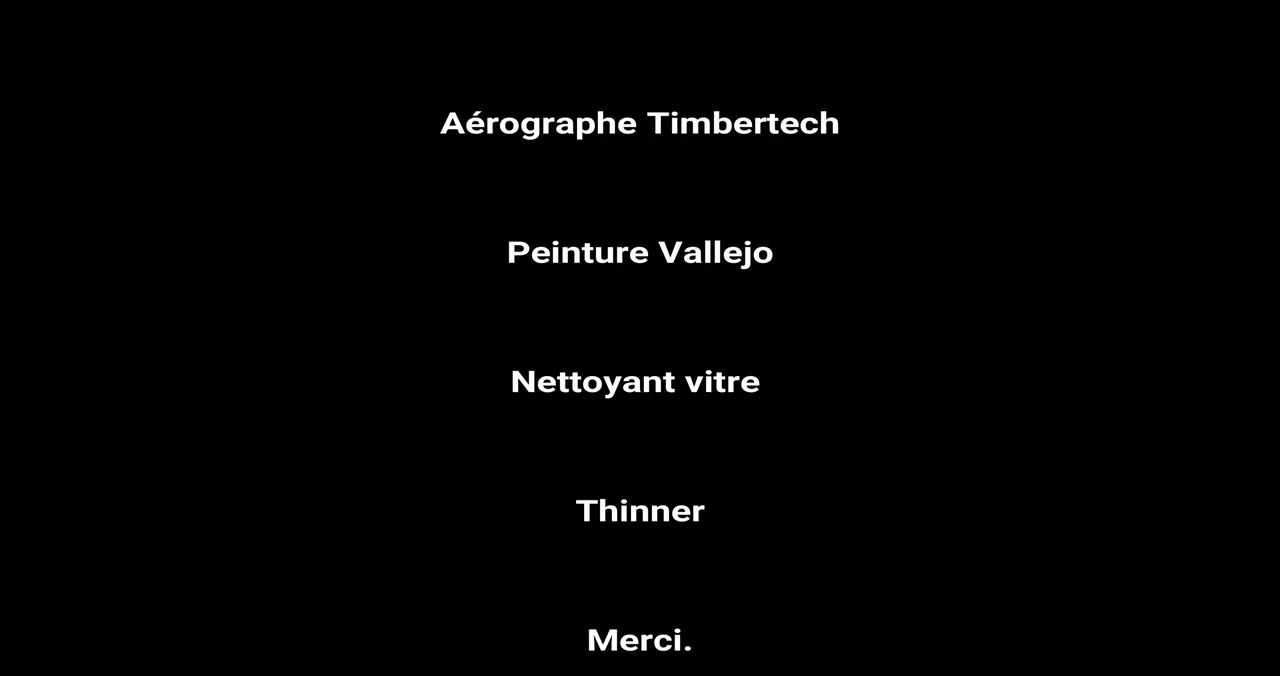 Aérographe Timbertech
Peinture Vallejo
Nettoyant vitre
Thinner
Merci.